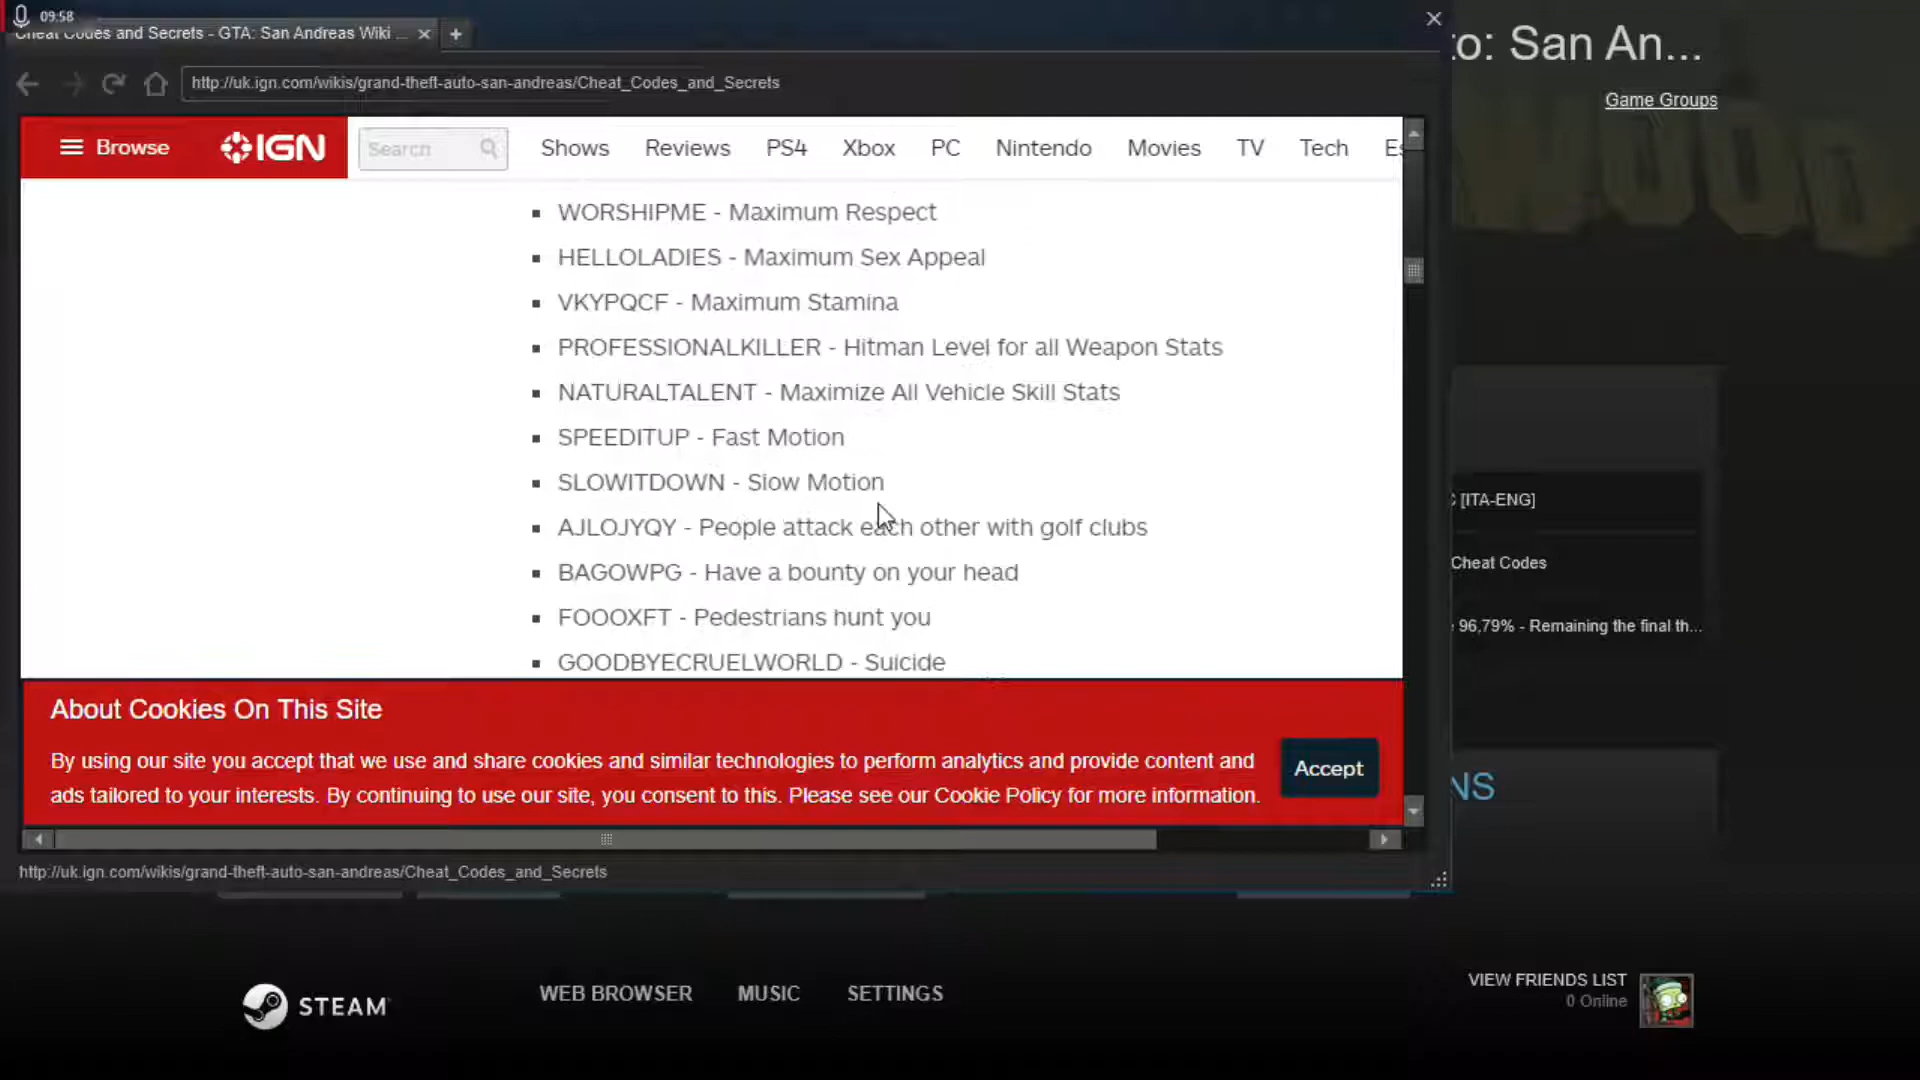 09:58
Cheat Codes and Secrets - GTA: San Andreas Wiki ...
to: San An...
http://uk.ign.com/wikis/grand-theft-auto-san-andreas/Cheat_Codes_and_Secrets
Game Groups
Browse IGN Search Shows Reviews PS4 Xbox PC Nintendo Movies TV Tech Es
WORSHIPME - Maximum Respect
HELLOLADIES - Maximum Sex Appeal
VKYPQCF - Maximum Stamina
PROFESSIONALKILLER - Hitman Level for all Weapon Stats
NATURALTALENT - Maximize All Vehicle Skill Stats
SPEEDITUP - Fast Motion
SLOWITDOWN - Slow Motion
AJLOJYQY - People attack each other with golf clubs
BAGOWPG - Have a bounty on your head
FOOOXFT - Pedestrians hunt you
GOODBYECRUELWORLD - Suicide
[ITA-ENG]
Cheat Codes
96,79% - Remaining the final th...
NS
About Cookies On This Site
By using our site you accept that we use and share cookies and similar technologies to perform analytics and provide content and
ads tailored to your interests. By continuing to use our site, you consent to this. Please see our Cookie Policy for more information.
Accept
http://uk.ign.com/wikis/grand-theft-auto-san-andreas/Cheat_Codes_and_Secrets
STEAM
WEB BROWSER MUSIC SETTINGS
VIEW FRIENDS LIST
0 Online